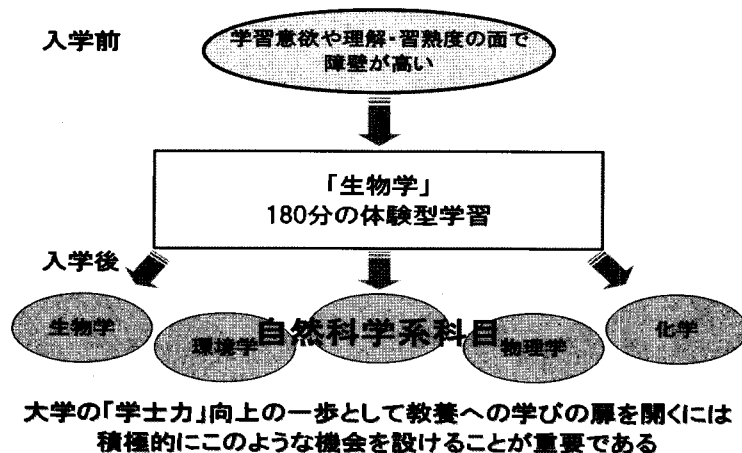 入学前
学習意欲や理解・習熟度の面で
障壁が高い
「生物学」
180分の体験型学習
入学後
生物学
環境学
自然科学系科目
物理学
化学
大学の「学士力」向上の一歩として教養への学びの扉を開くには
積極的にこのような機会を設けることが重要である